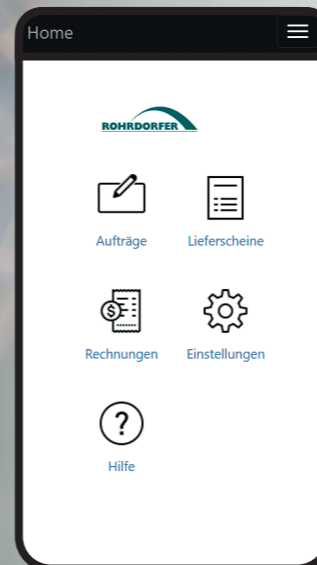 Home
ROHRDORFER
Aufträge
Lieferscheine
Rechnungen
Einstellungen
Hilfe